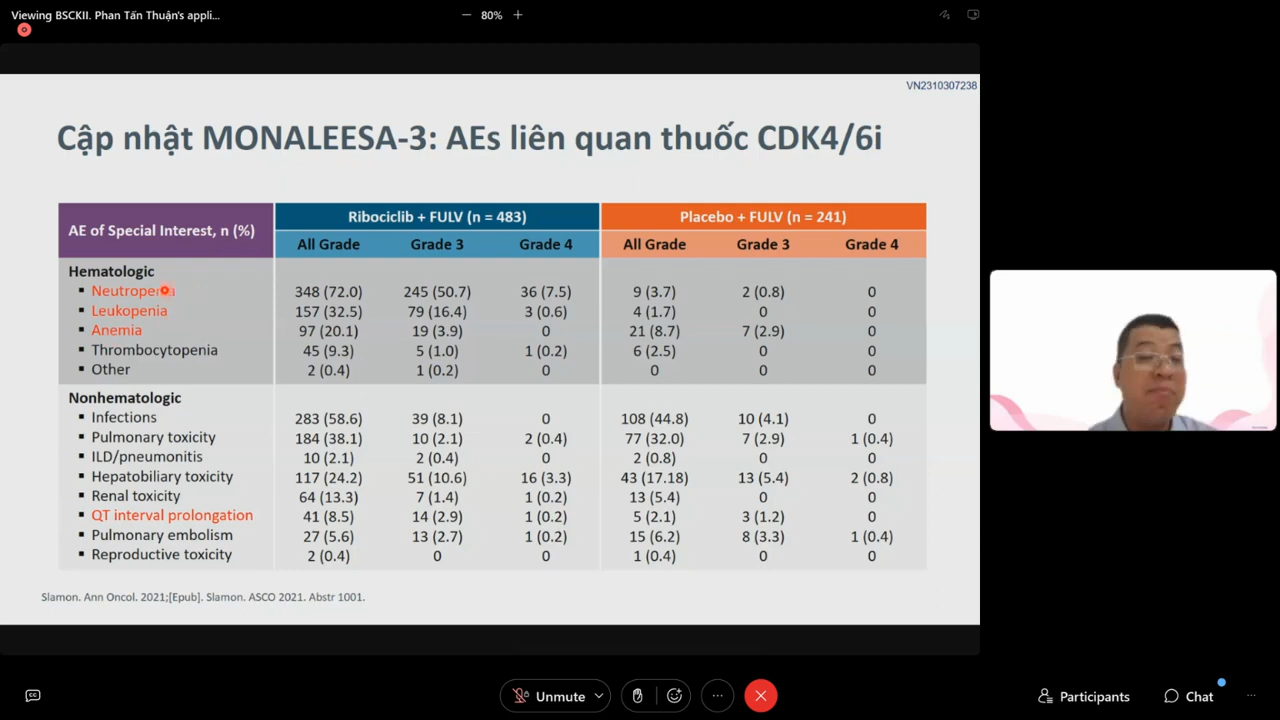 Viewing BSCKII. Phan Tấn Thuận's appli...
80%
VN2310307238
Cập nhật MONALEESA-3: AEs liên quan thuốc CDK4/6i
AE of Special Interest, n (%) Ribociclib + FULV (n = 483) Placebo + FULV (n = 241)
All Grade Grade 3 Grade 4 All Grade Grade 3 Grade 4
Hematologic
Neutropenia 348 (72.0) 245 (50.7) 36 (7.5) 9 (3.7) 2 (0.8) 0
Leukopenia 157 (32.5) 79 (16.4) 3 (0.6) 4 (1.7) 0 0
Anemia 97 (20.1) 19 (3.9) 0 21 (8.7) 7 (2.9) 0
Thrombocytopenia 45 (9.3) 5 (1.0) 1 (0.2) 6 (2.5) 0 0
Other 2 (0.4) 1 (0.2) 0 0 0 0
Nonhematologic
Infections 283 (58.6) 39 (8.1) 0 108 (44.8) 10 (4.1) 0
Pulmonary toxicity 184 (38.1) 10 (2.1) 2 (0.4) 77 (32.0) 7 (2.9) 1 (0.4)
ILD/pneumonitis 10 (2.1) 2 (0.4) 0 2 (0.8) 0 0
Hepatobiliary toxicity 117 (24.2) 51 (10.6) 16 (3.3) 43 (17.18) 13 (5.4) 2 (0.8)
Renal toxicity 64 (13.3) 7 (1.4) 1 (0.2) 13 (5.4) 0 0
QT interval prolongation 41 (8.5) 14 (2.9) 1 (0.2) 5 (2.1) 3 (1.2) 0
Pulmonary embolism 27 (5.6) 13 (2.7) 1 (0.2) 15 (6.2) 8 (3.3) 1 (0.4)
Reproductive toxicity 2 (0.4) 0 0 1 (0.4) 0 0
Slamon. Ann Oncol. 2021;[Epub]. Slamon. ASCO 2021. Abstr 1001.
CC
Unmute
Participants
Chat